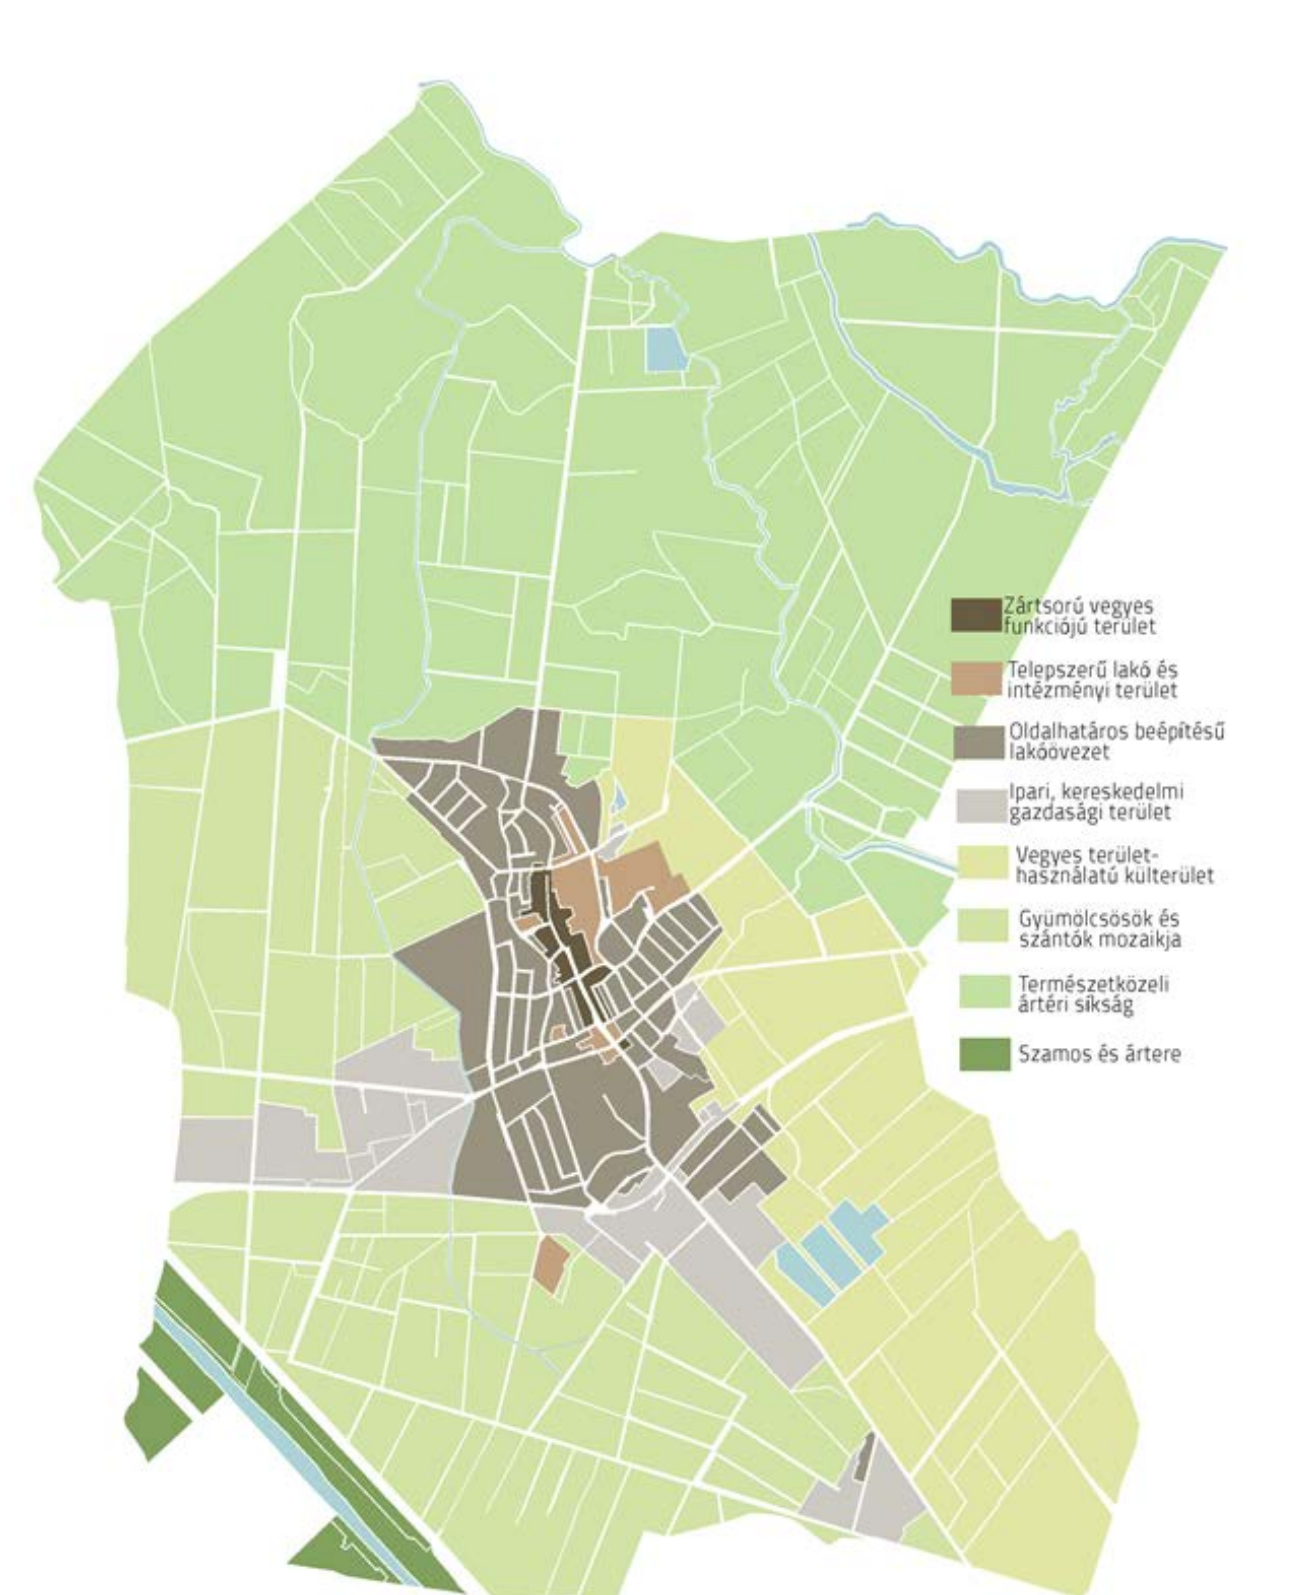 Zártsorú vegyes
funkciójú terület
Telepszerű lakó és
intézményi terület
Oldalhatáros beépítésű
lakóövezet
Ipari, kereskedelmi
gazdasági terület
Vegyes terület-
használatú külterület
Gyümölcsösök és
szántók mozaikja
Természetközeli
ártéri síkság
Szamos és ártere